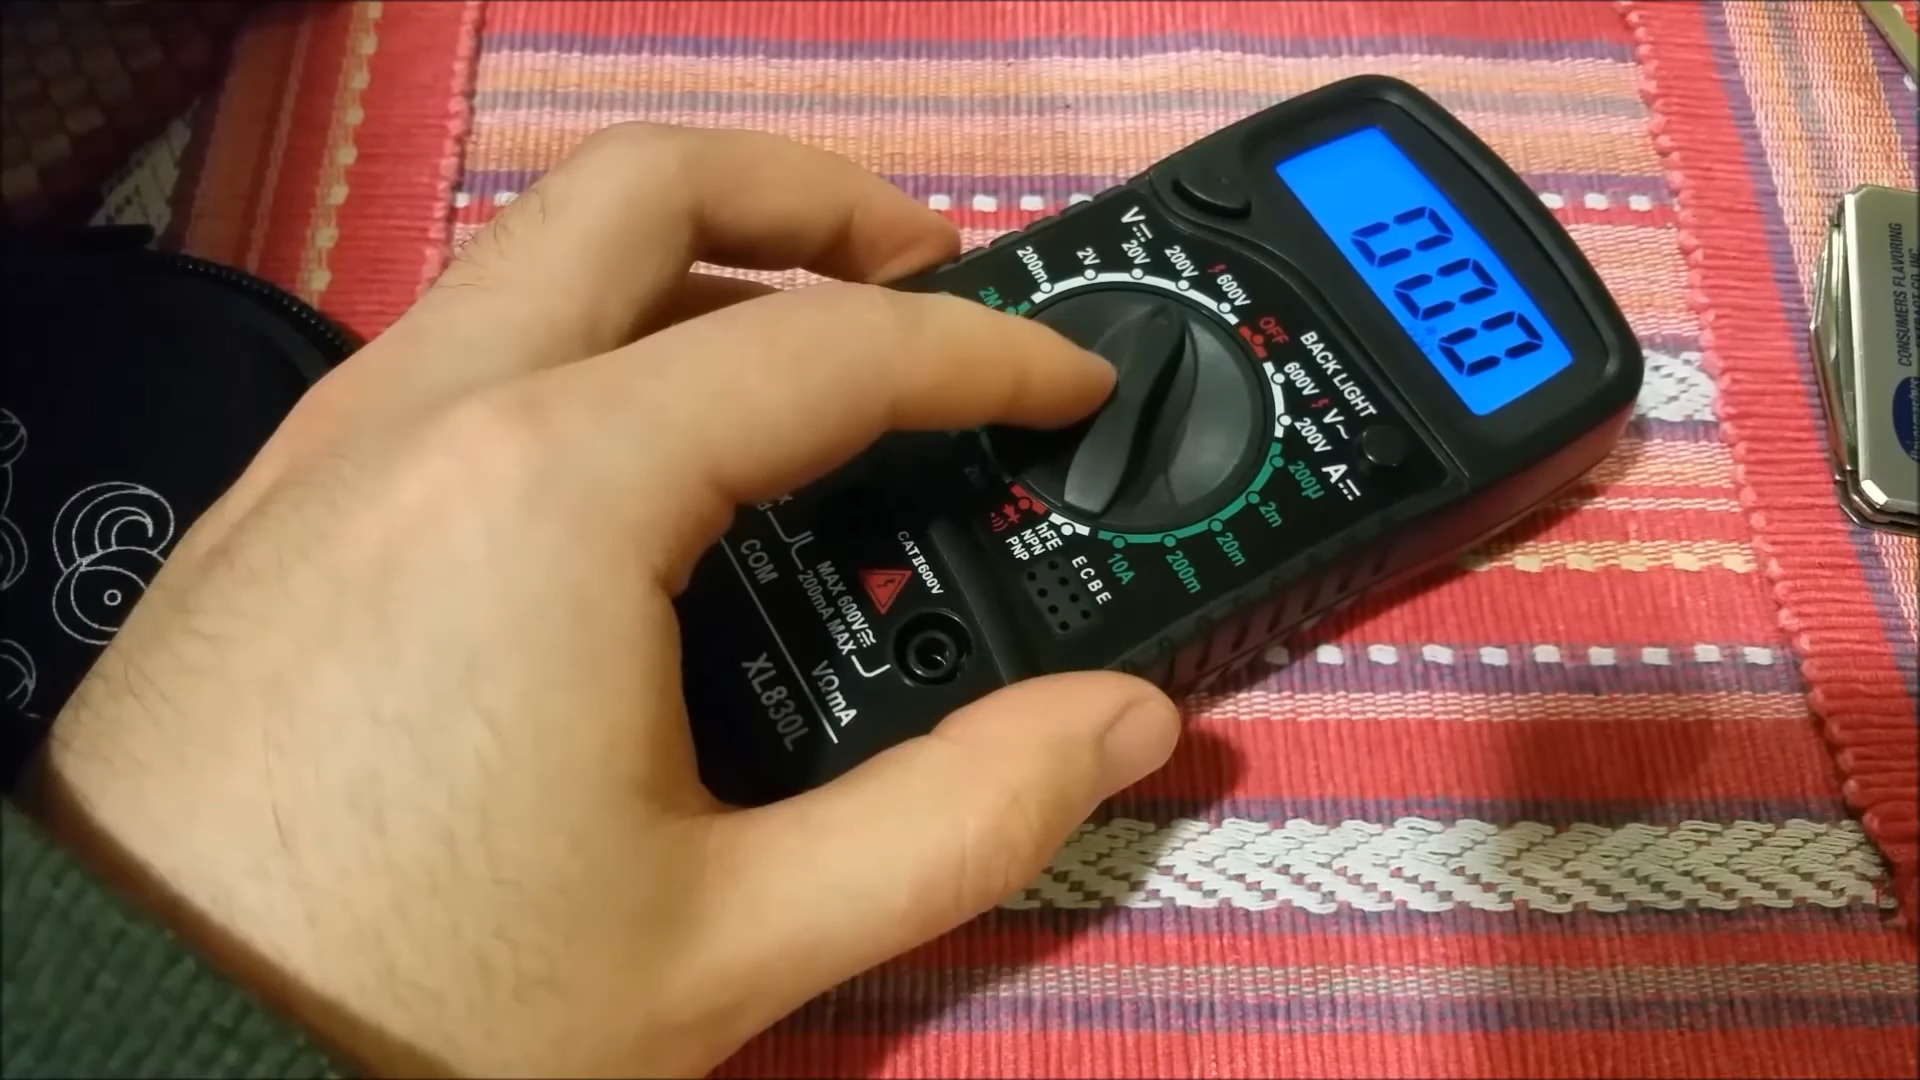 000
V⎓
200m
2V
20V
200V
600V
2M
OFF
BACK LIGHT
600V
V~
200V
A⎓
200µ
2m
20m
200m
10A
hFE
NPN
PNP
E C B E
CAT II 600V
MAX 600V≂
200mA MAX
COM
VΩmA
XL830L
CONSUMERS FLAVORING